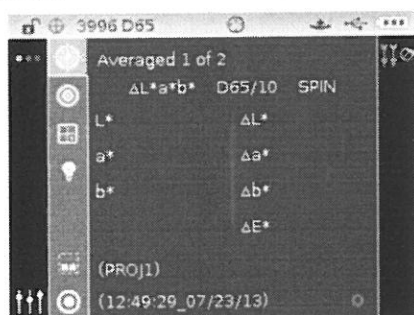 3996 D65
Averaged 1 of 2
ΔL*a*b* D65/10 SPIN
L* ΔL*
a* Δa*
b* Δb*
ΔE*
(PROJ1)
(12:49:29_07/23/13)